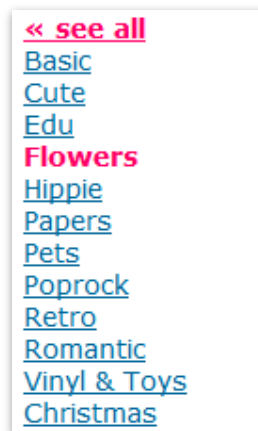 « see all
Basic
Cute
Edu
Flowers
Hippie
Papers
Pets
Poprock
Retro
Romantic
Vinyl & Toys
Christmas